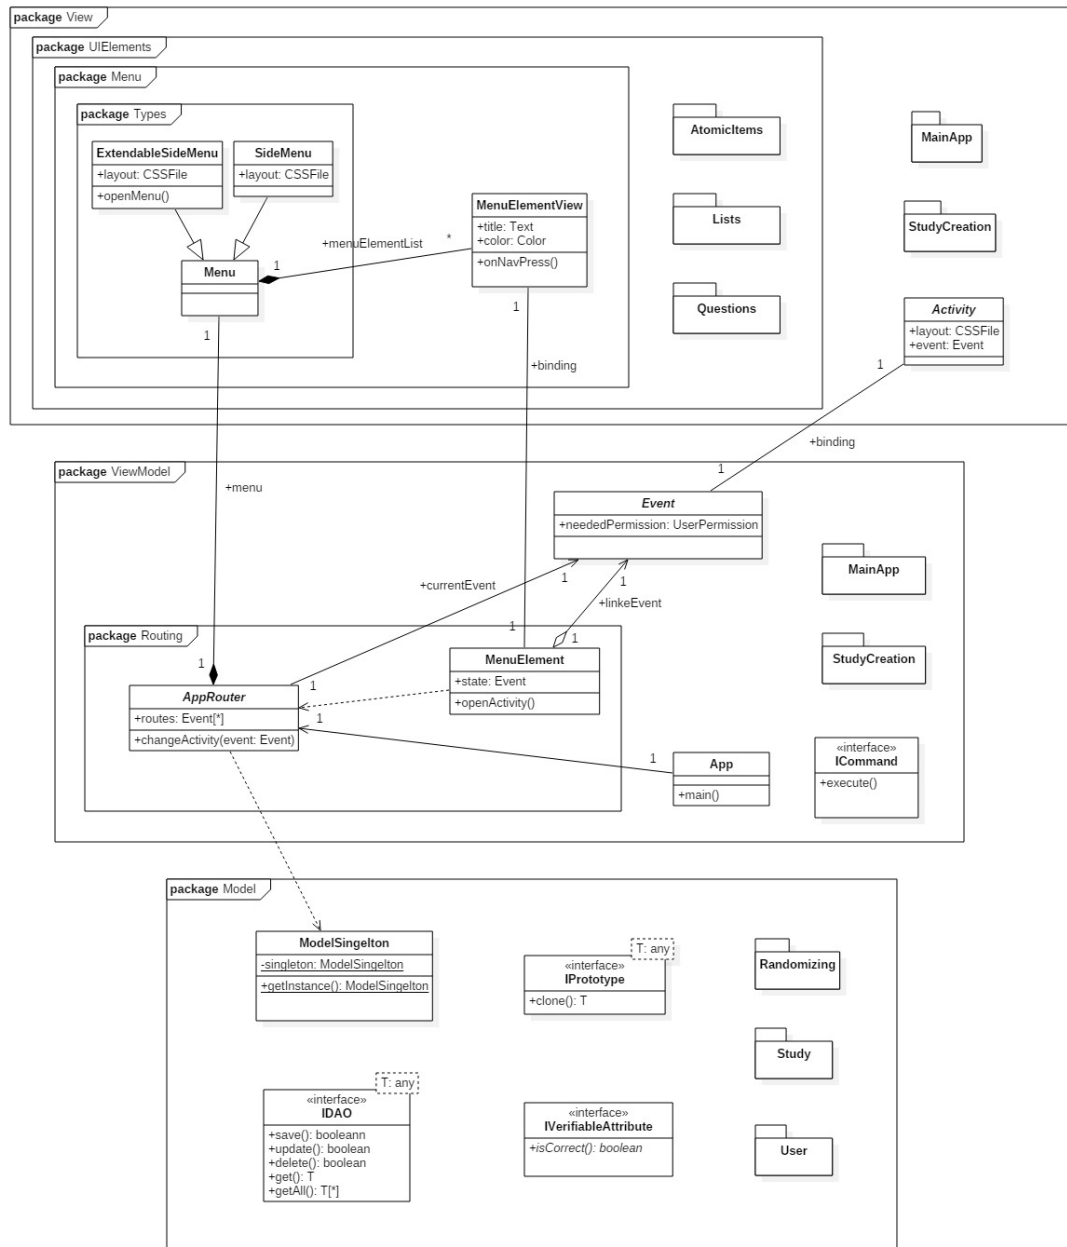 package View
package UIElements
package Menu
package Types
ExtendableSideMenu
+layout: CSSFile
+openMenu()
SideMenu
+layout: CSSFile
Menu
1
1
+menuElementList
*
MenuElementView
+title: Text
+color: Color
+onNavPress()
1
+binding
AtomicItems
Lists
Questions
MainApp
StudyCreation
Activity
+layout: CSSFile
+event: Event
1
+binding
1
package ViewModel
+menu
Event
+neededPermission: UserPermission
+currentEvent
1
1
+linkeEvent
MainApp
StudyCreation
package Routing
1
1
1
1
MenuElement
+state: Event
+openActivity()
AppRouter
+routes: Event[*]
+changeActivity(event: Event)
1
1
App
+main()
«interface»
ICommand
+execute()
package Model
ModelSingelton
-singleton: ModelSingelton
+getInstance(): ModelSingelton
T: any
«interface»
IPrototype
+clone(): T
Randomizing
Study
User
T: any
«interface»
IDAO
+save(): booleann
+update(): boolean
+delete(): boolean
+get(): T
+getAll(): T[*]
«interface»
IVerifiableAttribute
+isCorrect(): boolean